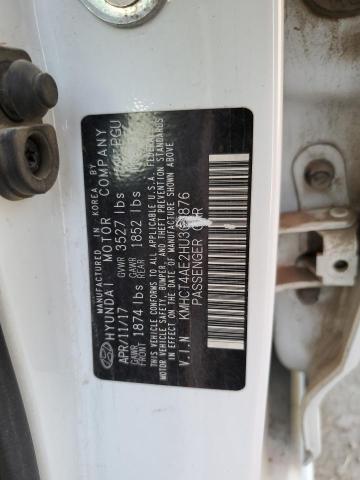 MANUFACTURED IN KOREA BY
HYUNDAI MOTOR COMPANY
APR/11/17 GVWR 3527 lbs PGU
GAWR FRONT 1874 lbs GAWR REAR 1852 lbs
THIS VEHICLE CONFORMS TO ALL APPLICABLE U.S.A. FEDERAL
MOTOR VEHICLE SAFETY, BUMPER, AND THEFT PREVENTION
STANDARDS IN EFFECT ON THE DATE OF
MANUFACTURE SHOWN ABOVE
V.I.N
PASSENGER CAR